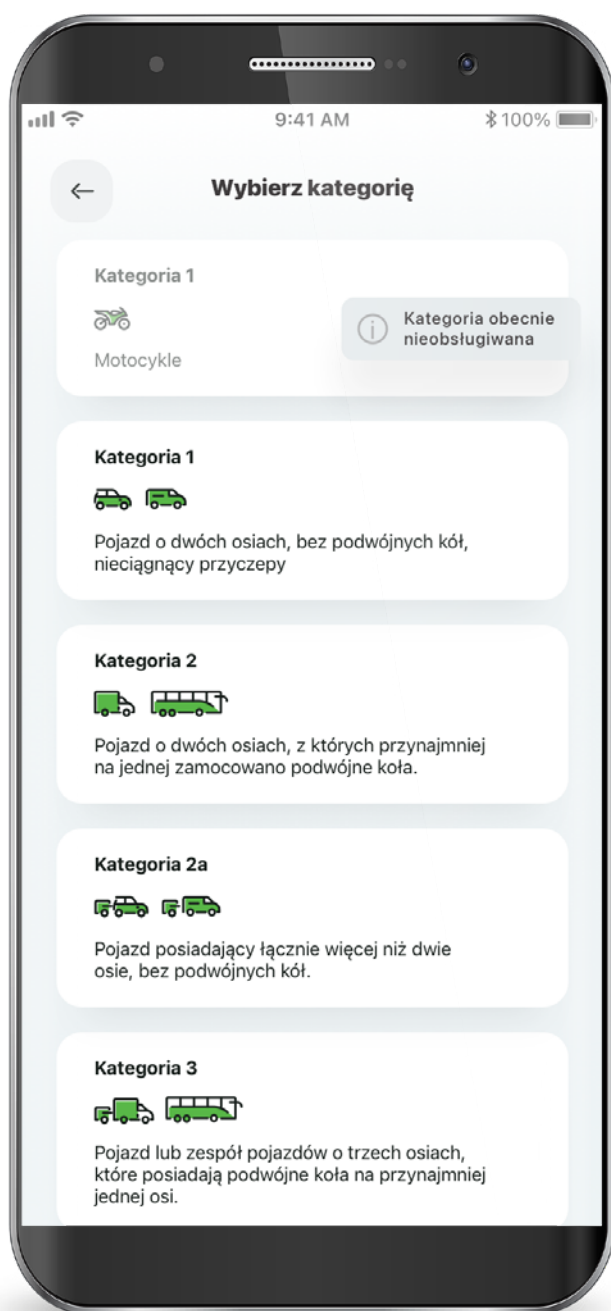 9:41 AM
100%
Wybierz kategorię
Kategoria 1
Kategoria obecnie
nieobsługiwana
Motocykle
Kategoria 1
Pojazd o dwóch osiach, bez podwójnych kół,
nieciągnący przyczepy
Kategoria 2
Pojazd o dwóch osiach, z których przynajmniej
na jednej zamocowano podwójne koła.
Kategoria 2a
Pojazd posiadający łącznie więcej niż dwie
osie, bez podwójnych kół.
Kategoria 3
Pojazd lub zespół pojazdów o trzech osiach,
które posiadają podwójne koła na przynajmniej
jednej osi.